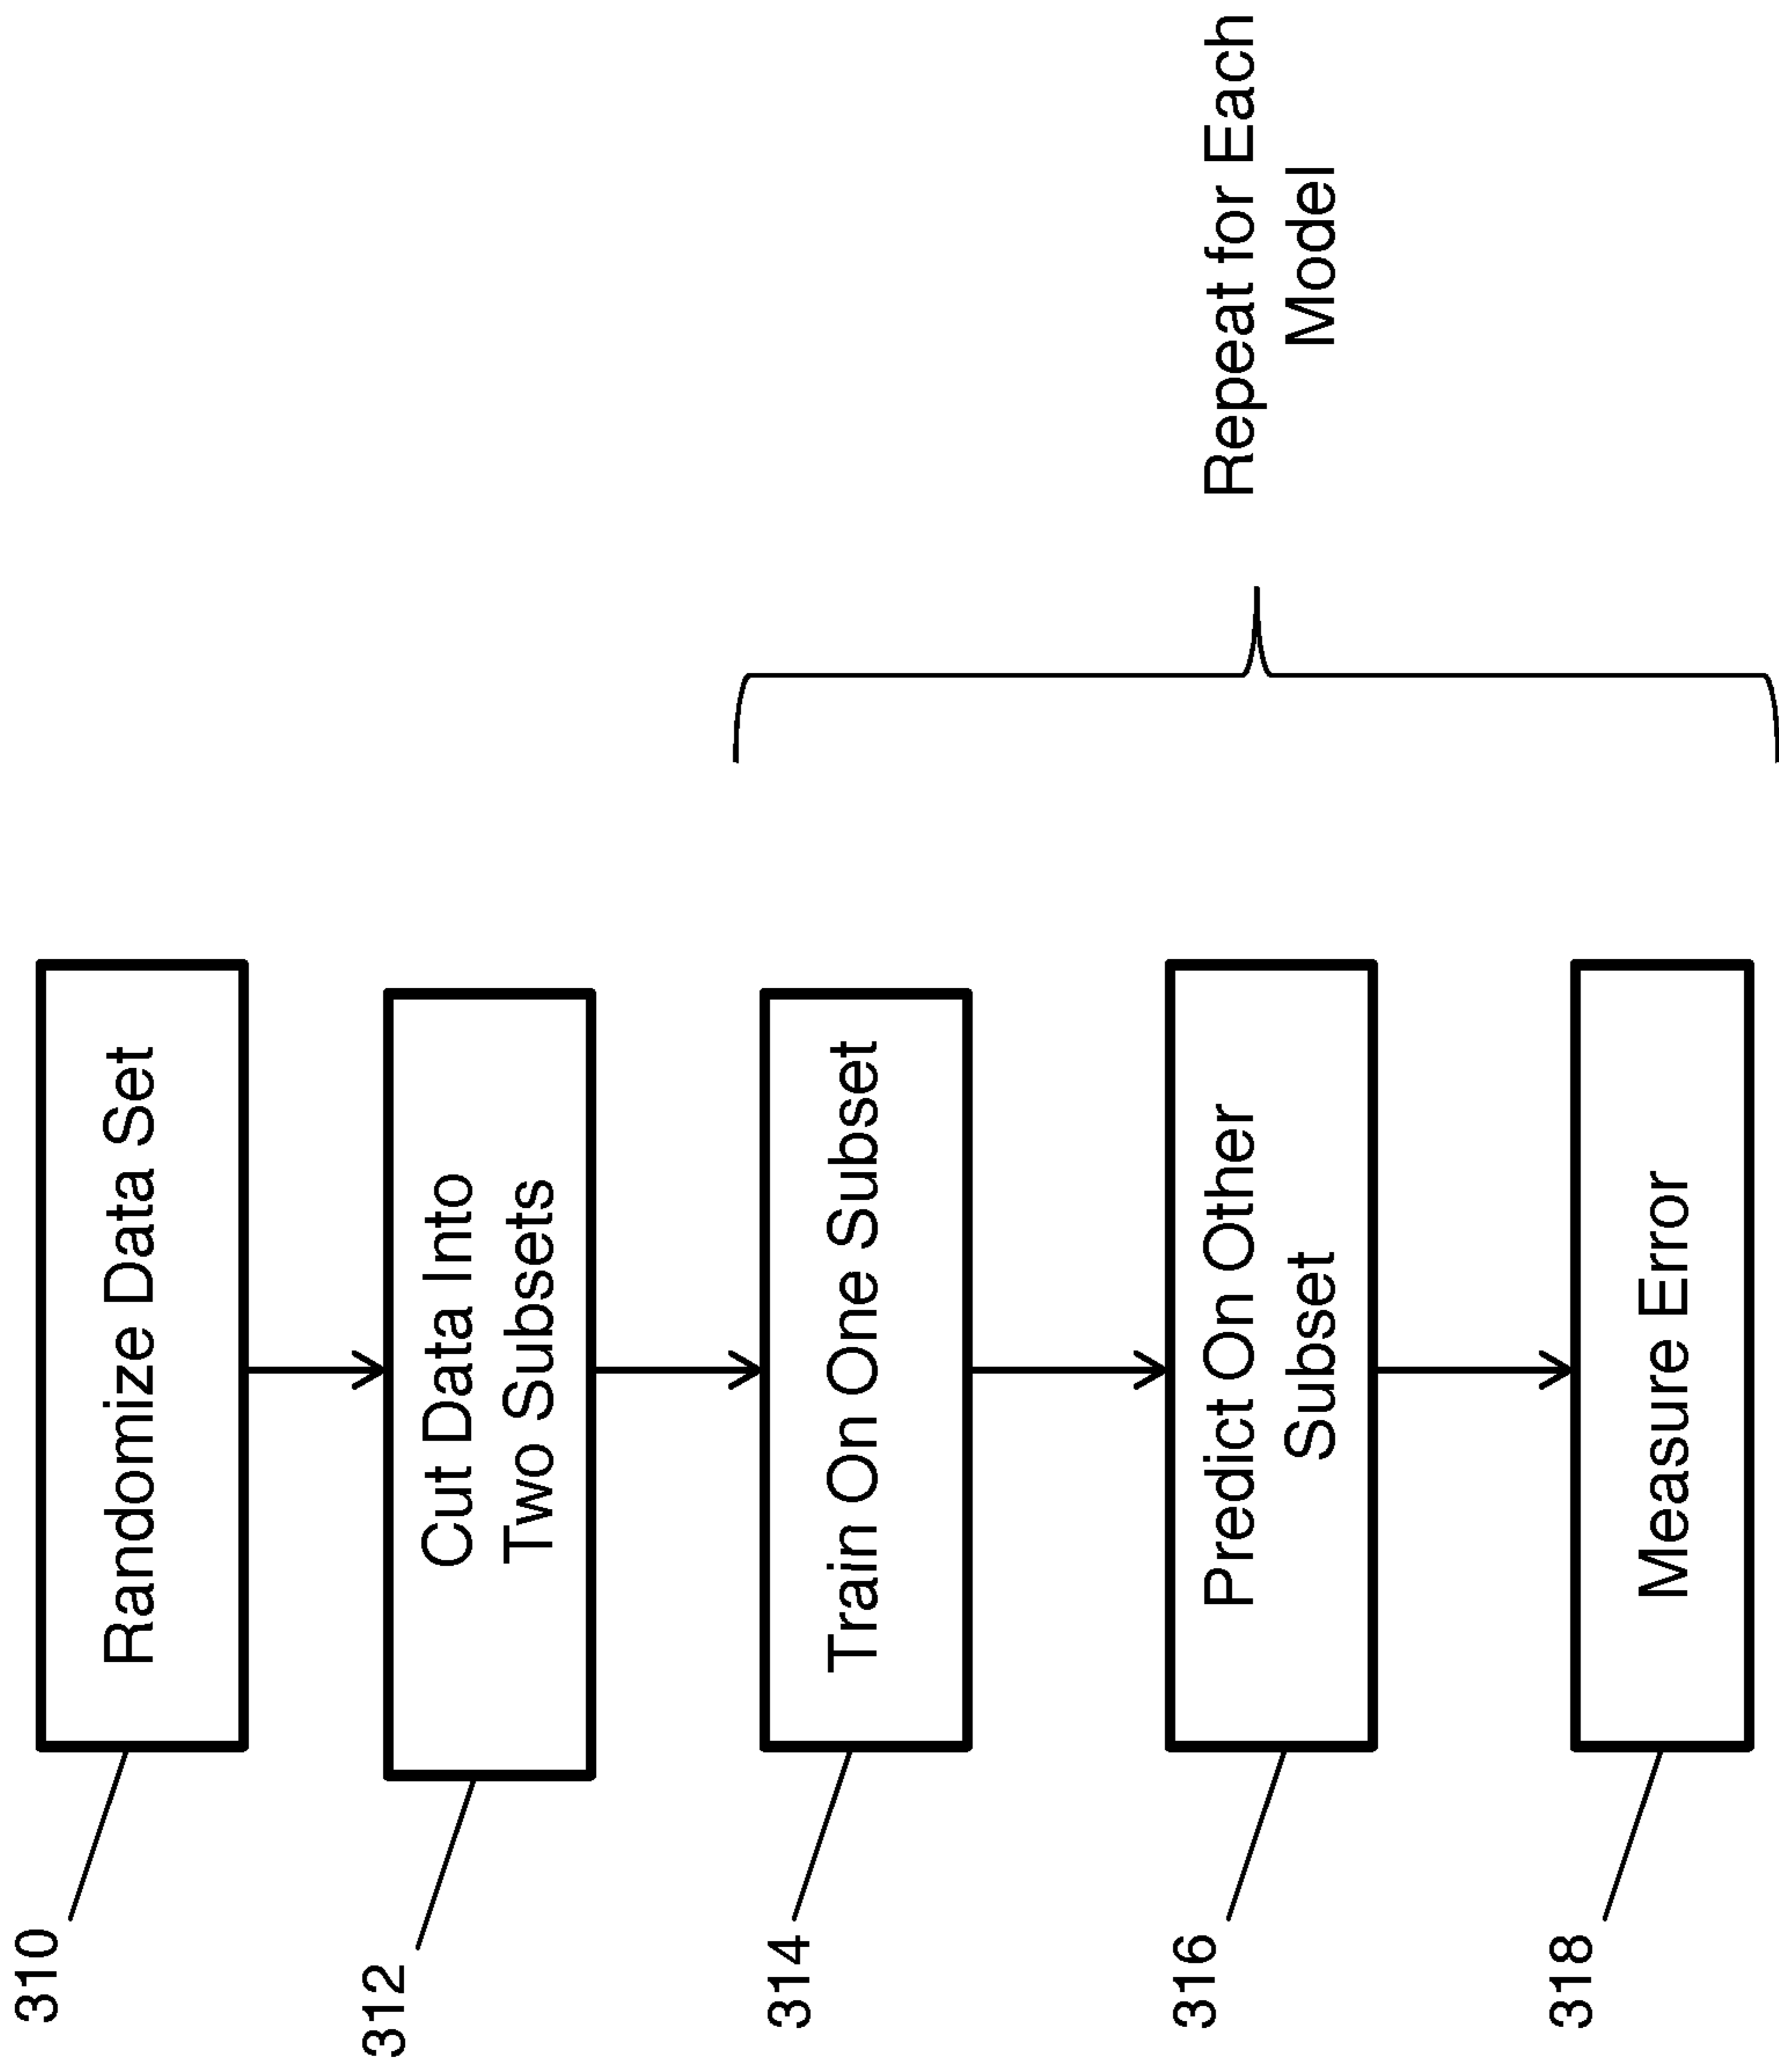 310
Randomize Data Set
312
Cut Data Into
Two Subsets
314
Train On One Subset
316
Predict On Other
Subset
318
Measure Error
Repeat for Each
Model